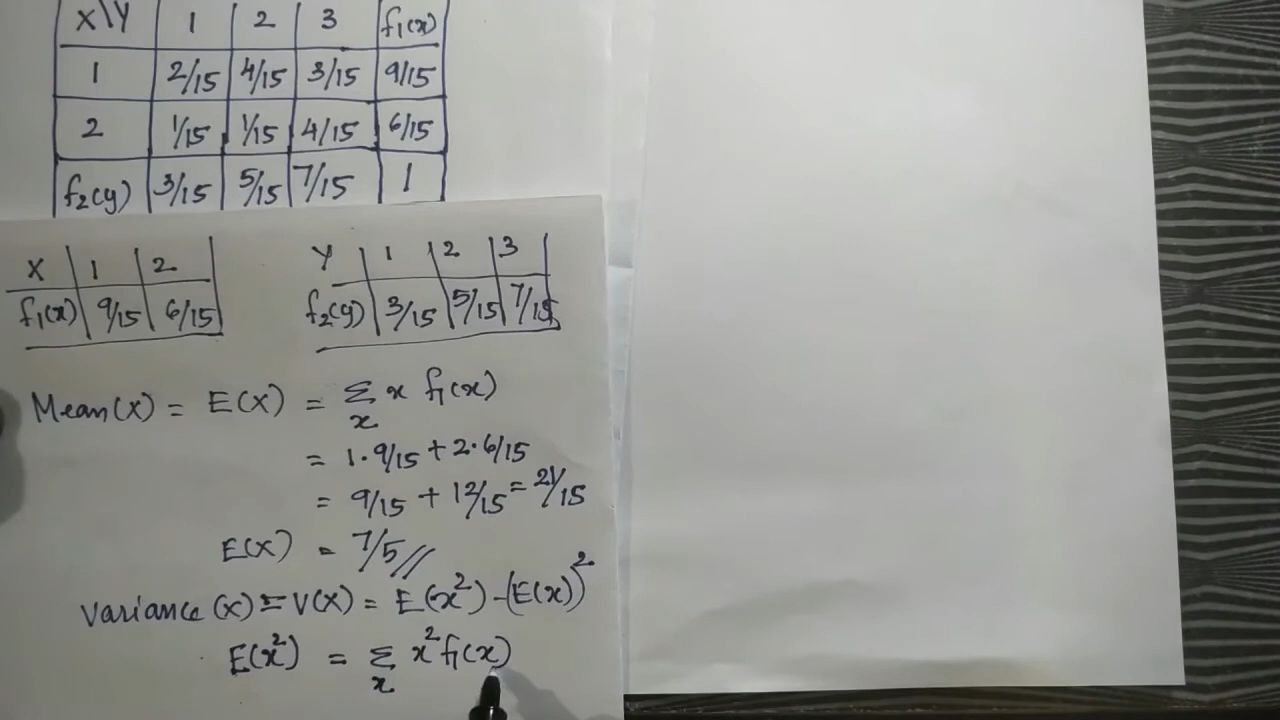 X\Y 1 2 3 f₁(x)
1 2/15 4/15 3/15 9/15
2 1/15 1/15 4/15 6/15
f₂(y) 3/15 5/15 7/15 1
X 1 2
f₁(x) 9/15 6/15
Y 1 2 3
f₂(y) 3/15 5/15 7/15
Mean(X) = E(X) = Σₓ x f₁(x)
= 1·9/15 + 2·6/15
= 9/15 + 12/15 = 21/15
E(X) = 7/5 //
Variance (X) = V(X) = E(x²) - (E(x))²
E(x²) = Σₓ x² f₁(x)